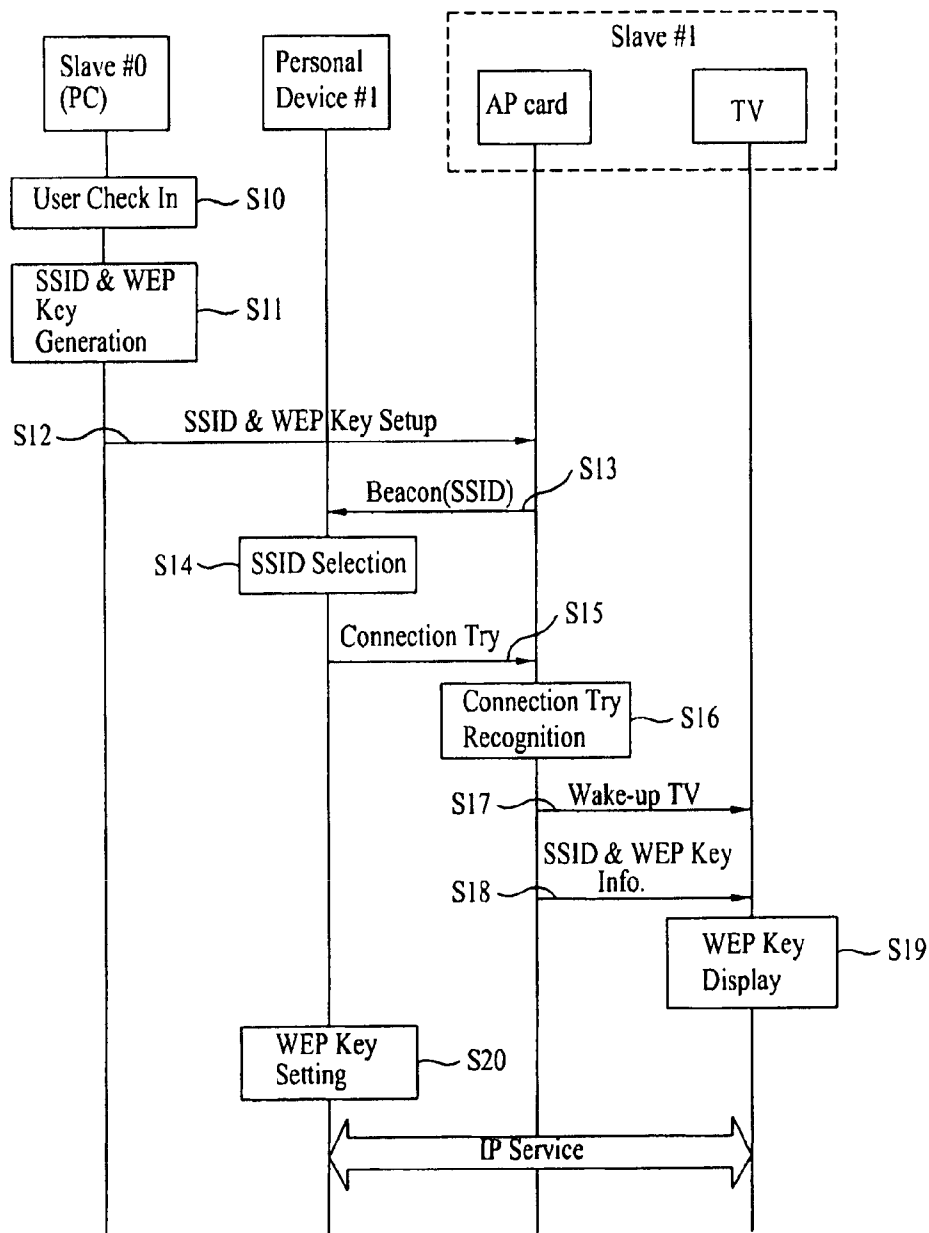 Slave #1
Slave #0
(PC)
Personal
Device #1
AP card
TV
User Check In
S10
SSID & WEP
Key
Generation
S11
S12
SSID & WEP Key Setup
S13
Beacon(SSID)
S14
SSID Selection
S15
Connection Try
Connection Try
Recognition
S16
S17
Wake-up TV
SSID & WEP Key
Info.
S18
WEP Key
Display
S19
WEP Key
Setting
S20
IP Service